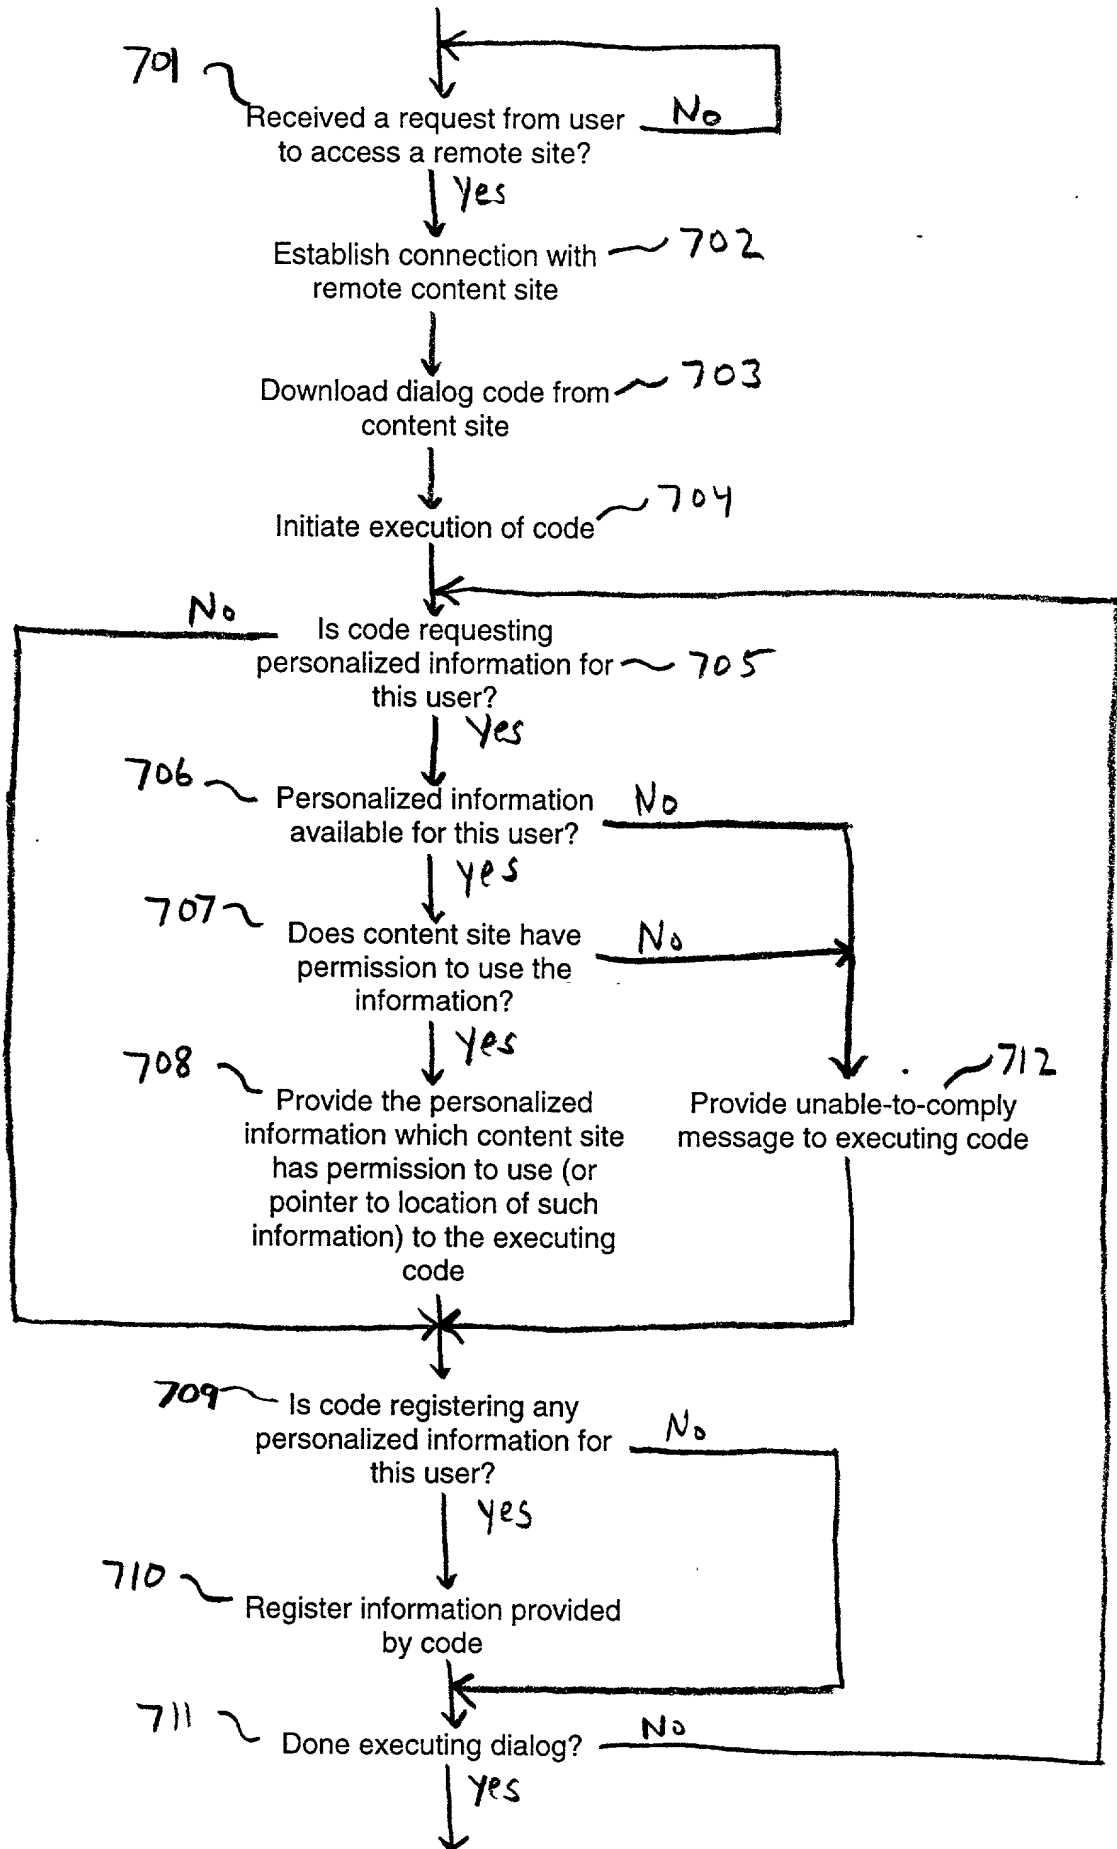 701
Received a request from user
No
to access a remote site?
Yes
Establish connection with
702
remote content site
Download dialog code from
703
content site
Initiate execution of code
704
No
Is code requesting
personalized information for
705
this user?
Yes
706
Personalized information
No
available for this user?
Yes
707
Does content site have
No
permission to use the
information?
Yes
708
Provide the personalized
information which content site
has permission to use (or
pointer to location of such
information) to the executing
code
712
Provide unable-to-comply
message to executing code
709
Is code registering any
No
personalized information for
this user?
Yes
710
Register information provided
by code
711
Done executing dialog?
No
Yes